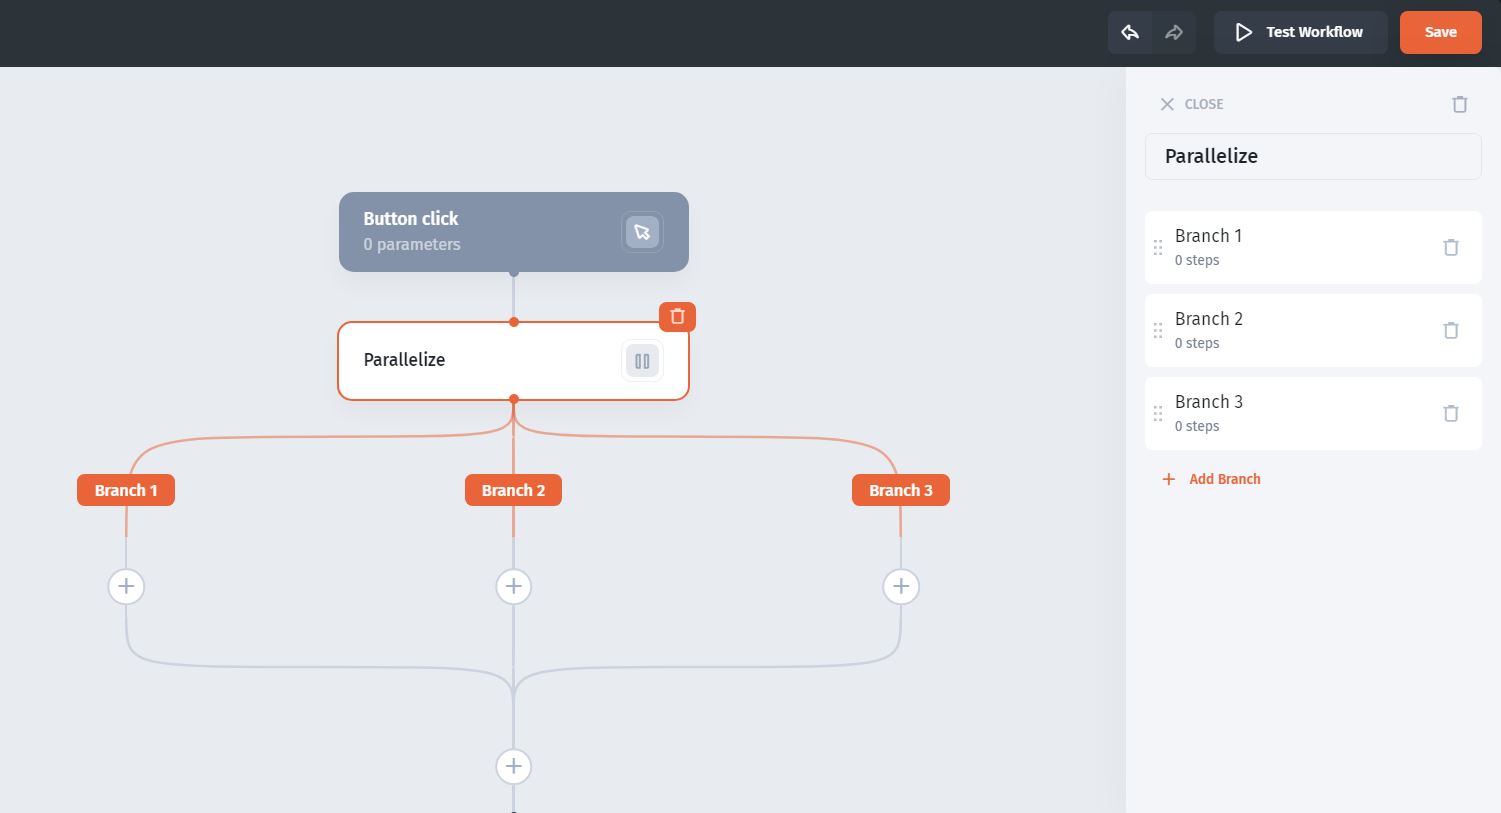 Test Workflow
Save
CLOSE
Parallelize
Button click
0 parameters
Parallelize
Branch 1
Branch 2
Branch 3
Branch 1
0 steps
Branch 2
0 steps
Branch 3
0 steps
Add Branch